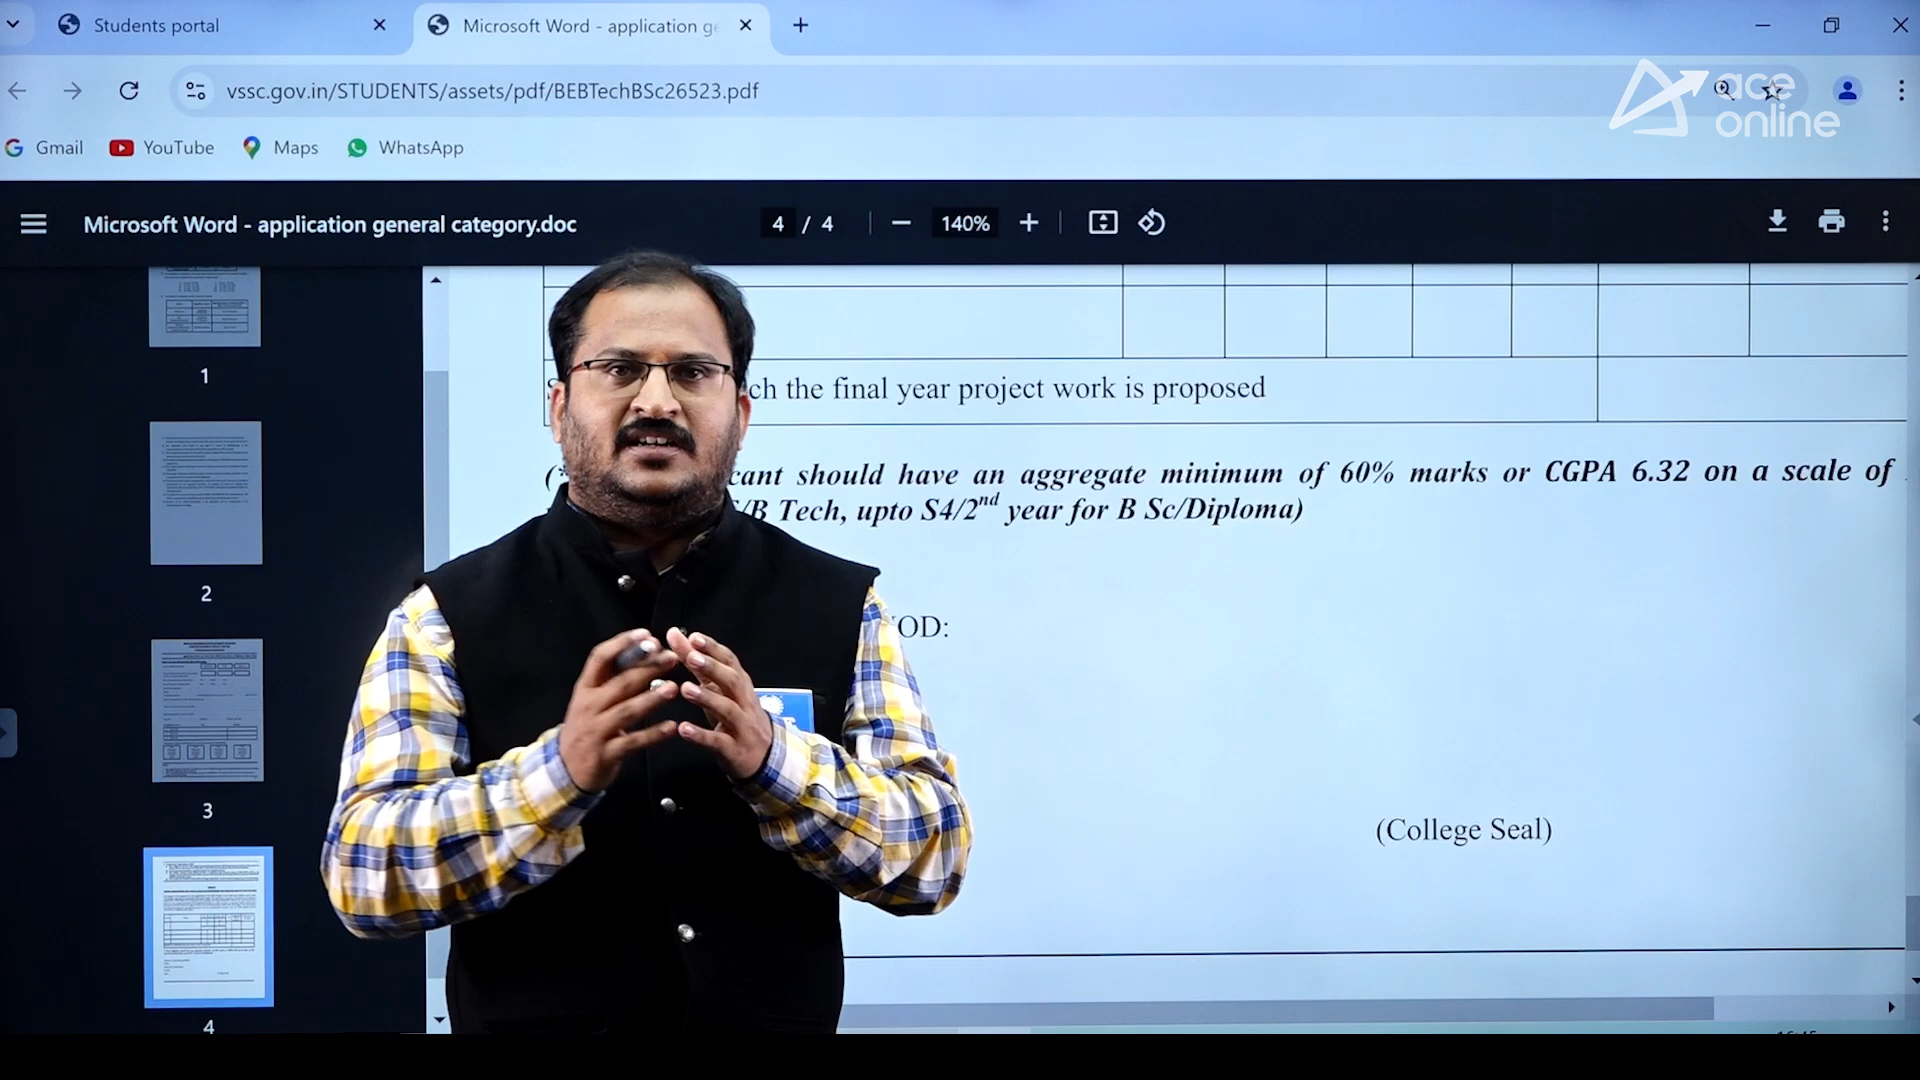 Students portal
Microsoft Word - application ge
vssc.gov.in/STUDENTS/assets/pdf/BEBTechBSc26523.pdf
ace
online
Gmail
YouTube
Maps
WhatsApp
Microsoft Word - application general category.doc
4 / 4
140%
1
2
3
4
ch the final year project work is proposed
(* cant should have an aggregate minimum of 60% marks or CGPA 6.32 on a scale of
/B Tech, upto S4/2nd year for B Sc/Diploma)
OD:
(College Seal)